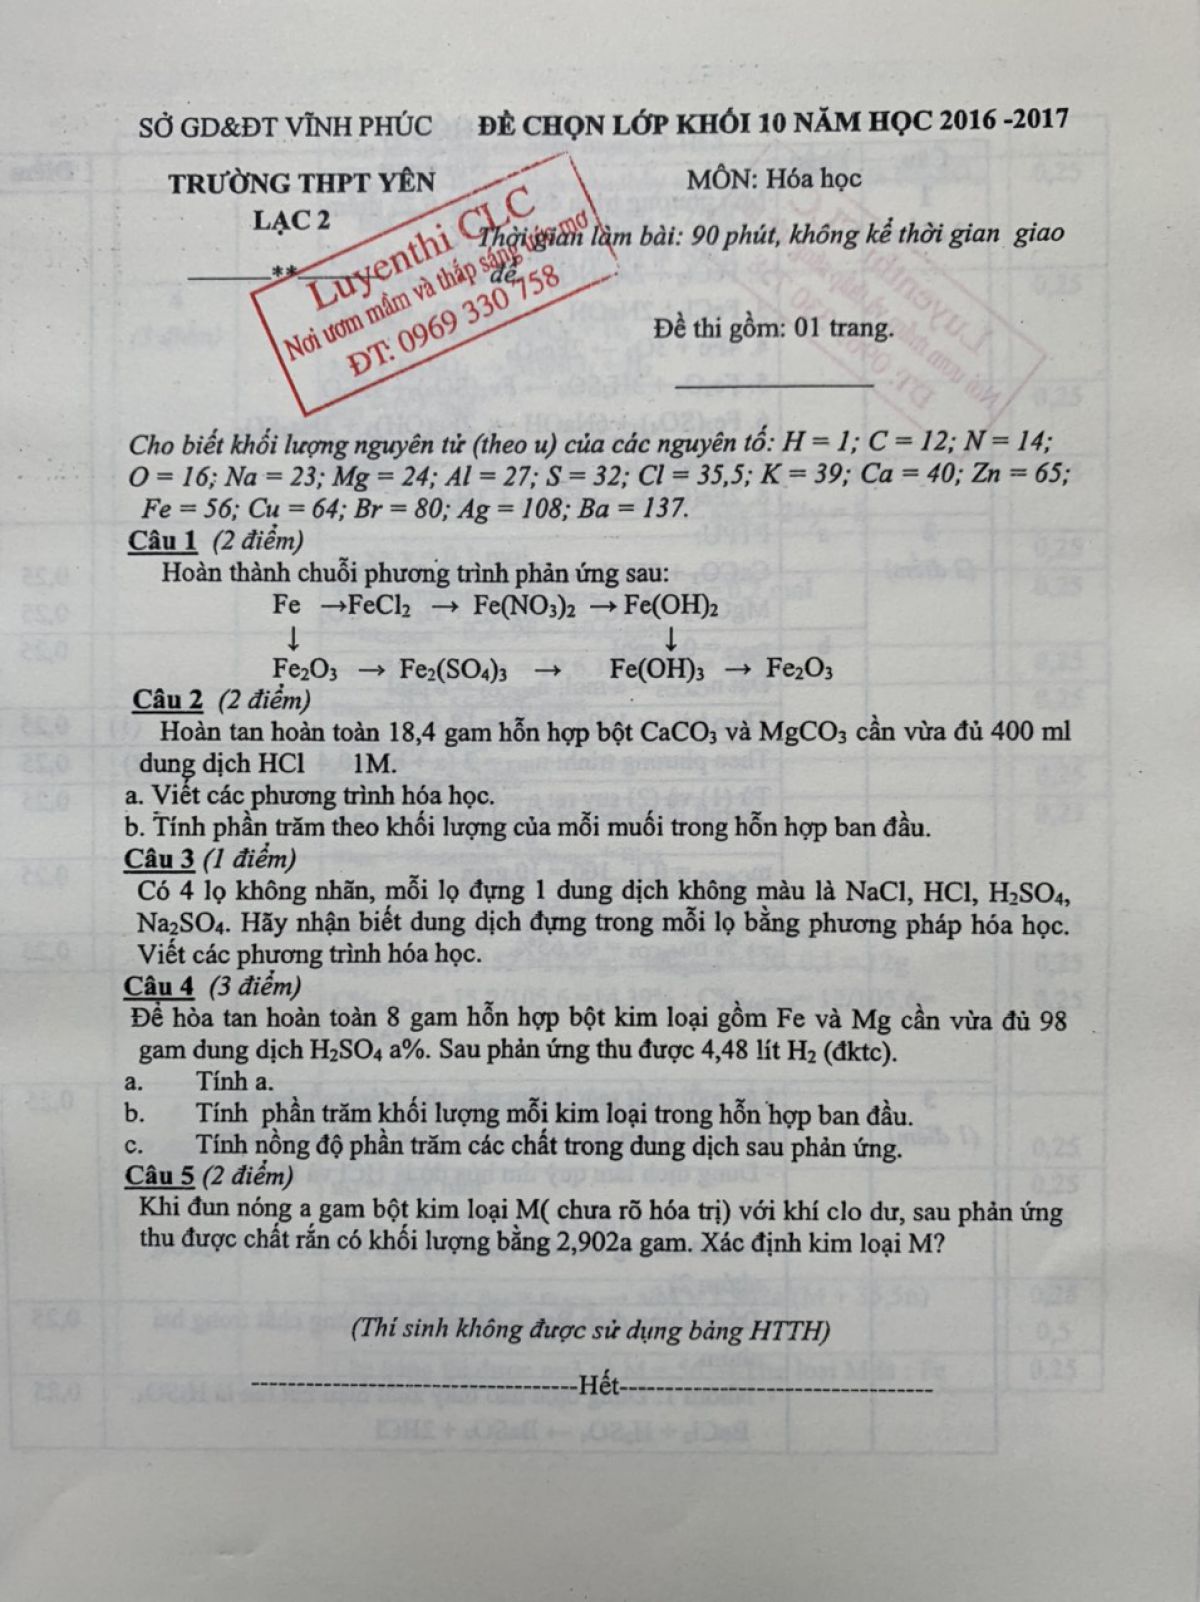 SỞ GD&ĐT VĨNH PHÚC ĐỀ CHỌN LỚP KHỐI 10 NĂM HỌC 2016 -2017
TRƯỜNG THPT YÊN MÔN: Hóa học
LẠC 2
Thời gian làm bài: 90 phút, không kể thời gian giao
**
đề
Luyenthi CLC
Nơi ươm mầm và thắp sáng ước mơ
ĐT: 0969 330 758
Đề thi gồm: 01 trang.
Cho biết khối lượng nguyên tử (theo u) của các nguyên tố: H = 1; C = 12; N = 14;
O = 16; Na = 23; Mg = 24; Al = 27; S = 32; Cl = 35,5; K = 39; Ca = 40; Zn = 65;
Fe = 56; Cu = 64; Br = 80; Ag = 108; Ba = 137.
Câu 1 (2 điểm)
Hoàn thành chuỗi phương trình phản ứng sau:
Fe →FeCl₂ → Fe(NO₃)₂ → Fe(OH)₂
↓ ↓
Fe₂O₃ → Fe₂(SO₄)₃ → Fe(OH)₃ → Fe₂O₃
Câu 2 (2 điểm)
Hoàn tan hoàn toàn 18,4 gam hỗn hợp bột CaCO₃ và MgCO₃ cần vừa đủ 400 ml
dung dịch HCl 1M.
a. Viết các phương trình hóa học.
b. Tính phần trăm theo khối lượng của mỗi muối trong hỗn hợp ban đầu.
Câu 3 (1 điểm)
Có 4 lọ không nhãn, mỗi lọ đựng 1 dung dịch không màu là NaCl, HCl, H₂SO₄,
Na₂SO₄. Hãy nhận biết dung dịch đựng trong mỗi lọ bằng phương pháp hóa học.
Viết các phương trình hóa học.
Câu 4 (3 điểm)
Để hòa tan hoàn toàn 8 gam hỗn hợp bột kim loại gồm Fe và Mg cần vừa đủ 98
gam dung dịch H₂SO₄ a%. Sau phản ứng thu được 4,48 lít H₂ (đktc).
a. Tính a.
b. Tính phần trăm khối lượng mỗi kim loại trong hỗn hợp ban đầu.
c. Tính nồng độ phần trăm các chất trong dung dịch sau phản ứng.
Câu 5 (2 điểm)
Khi đun nóng a gam bột kim loại M( chưa rõ hóa trị) với khí clo dư, sau phản ứng
thu được chất rắn có khối lượng bằng 2,902a gam. Xác định kim loại M?
(Thí sinh không được sử dụng bảng HTTH)
------------------------------------Hết-----------------------------------